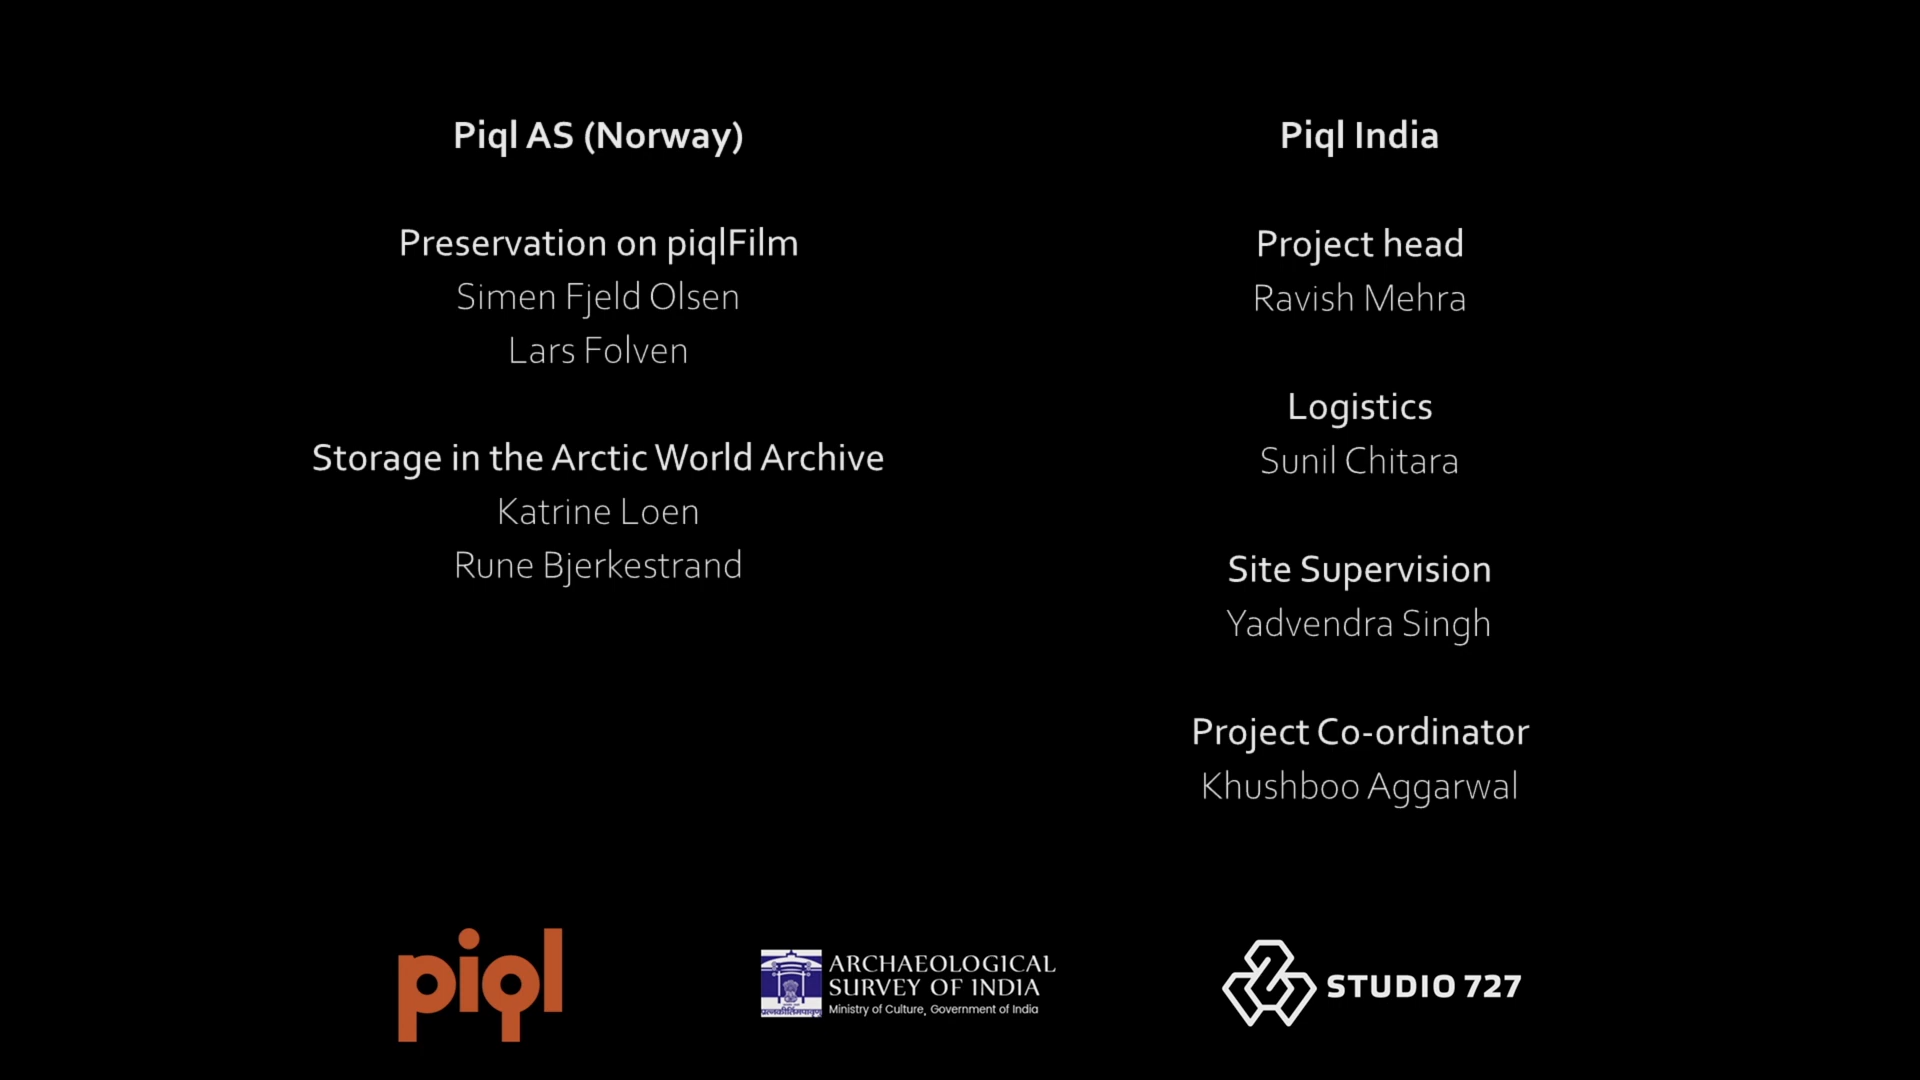 Piql AS (Norway)
Preservation on piqlFilm
Simen Fjeld Olsen
Lars Folven
Storage in the Arctic World Archive
Katrine Loen
Rune Bjerkestrand
Piql India
Project head
Ravish Mehra
Logistics
Sunil Chitara
Site Supervision
Yadvendra Singh
Project Co-ordinator
Khushboo Aggarwal
piql
ARCHAEOLOGICAL
SURVEY OF INDIA
Ministry of Culture, Government of India
STUDIO 727